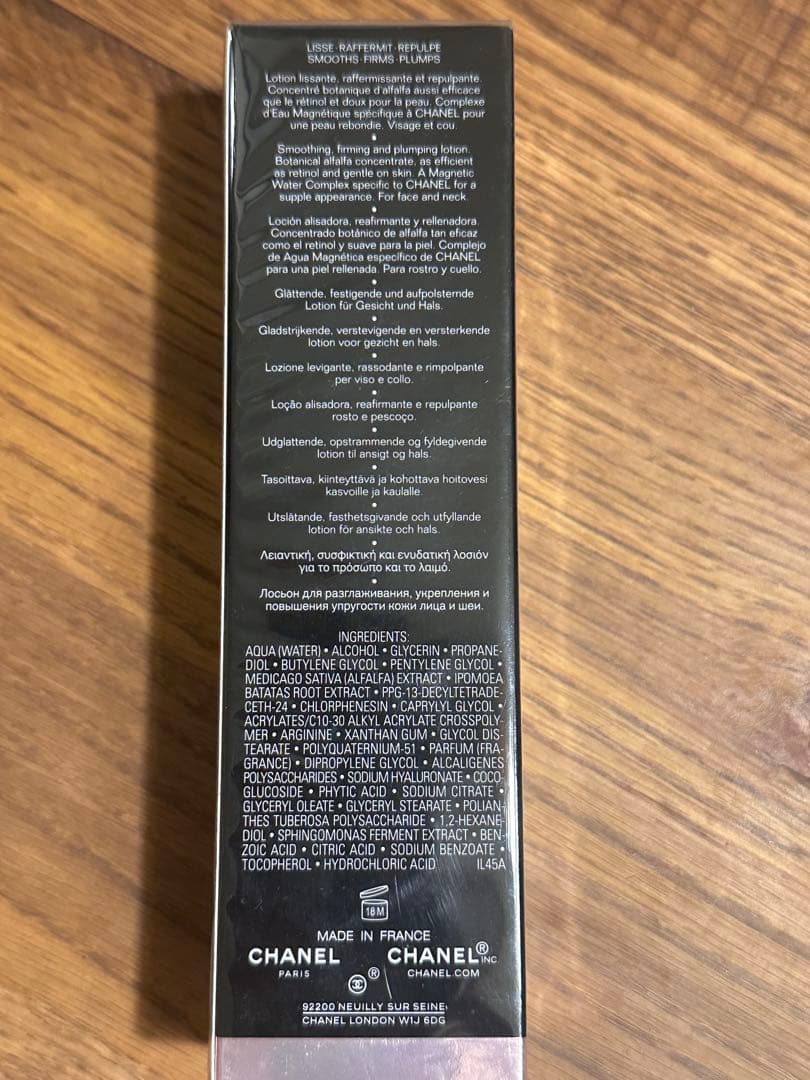 LISSE · RAFFERMIT · REPULPE
SMOOTHS · FIRMS · PLUMPS
Lotion lissante, raffermissante et repulpante.
Concentré botanique d'alfalfa aussi efficace
que le rétinol et doux pour la peau. Complexe
d'Eau Magnétique spécifique à CHANEL pour
une peau rebondie. Visage et cou.
•
Smoothing, firming and plumping lotion.
Botanical alfalfa concentrate, as efficient
as retinol and gentle on skin. A Magnetic
Water Complex specific to CHANEL for a
supple appearance. For face and neck.
•
Loción alisadora, reafirmante y rellenadora.
Concentrado botánico de alfalfa tan eficaz
como el retinol y suave para la piel. Complejo
de Agua Magnética específico de CHANEL
para una piel rellenada. Para rostro y cuello.
•
Glättende, festigende und aufpolsternde
Lotion für Gesicht und Hals.
•
Gladstrijkende, verstevigende en versterkende
lotion voor gezicht en hals.
•
Lozione levigante, rassodante e rimpolpante
per viso e collo.
•
Loção alisadora, reafirmante e repulpante
rosto e pescoço.
•
Udglattende, opstrammende og fyldegivende
lotion til ansigt og hals.
•
Tasoittava, kiinteyttävä ja kohottava hoitovesi
kasvoille ja kaulalle.
•
Utslätande, fasthetsgivande och utfyllande
lotion för ansikte och hals.
•
Λειαντική, συσφικτική και ενυδατική λοσιόν
για το πρόσωπο και το λαιμό.
•
Лосьон для разглаживания, укрепления и
повышения упругости кожи лица и шеи.
INGREDIENTS:
AQUA (WATER) • ALCOHOL • GLYCERIN • PROPANE-
DIOL • BUTYLENE GLYCOL • PENTYLENE GLYCOL •
MEDICAGO SATIVA (ALFALFA) EXTRACT • IPOMOEA
BATATAS ROOT EXTRACT • PPG-13-DECYLTETRADE-
CETH-24 • CHLORPHENESIN • CAPRYLYL GLYCOL •
ACRYLATES/C10-30 ALKYL ACRYLATE CROSSPOLY-
MER • ARGININE • XANTHAN GUM • GLYCOL DIS-
TEARATE • POLYQUATERNIUM-51 • PARFUM (FRA-
GRANCE) • DIPROPYLENE GLYCOL • ALCALIGENES
POLYSACCHARIDES • SODIUM HYALURONATE • COCO-
GLUCOSIDE • PHYTIC ACID • SODIUM CITRATE •
GLYCERYL OLEATE • GLYCERYL STEARATE • POLIAN-
THES TUBEROSA POLYSACCHARIDE • 1,2-HEXANE-
DIOL • SPHINGOMONAS FERMENT EXTRACT • BEN-
ZOIC ACID • CITRIC ACID • SODIUM BENZOATE •
TOCOPHEROL • HYDROCHLORIC ACID IL45A
18 M
MADE IN FRANCE
CHANEL CHANEL® INC.
PARIS CHANEL.COM
®
92200 NEUILLY SUR SEINE
CHANEL LONDON W1J 6DG